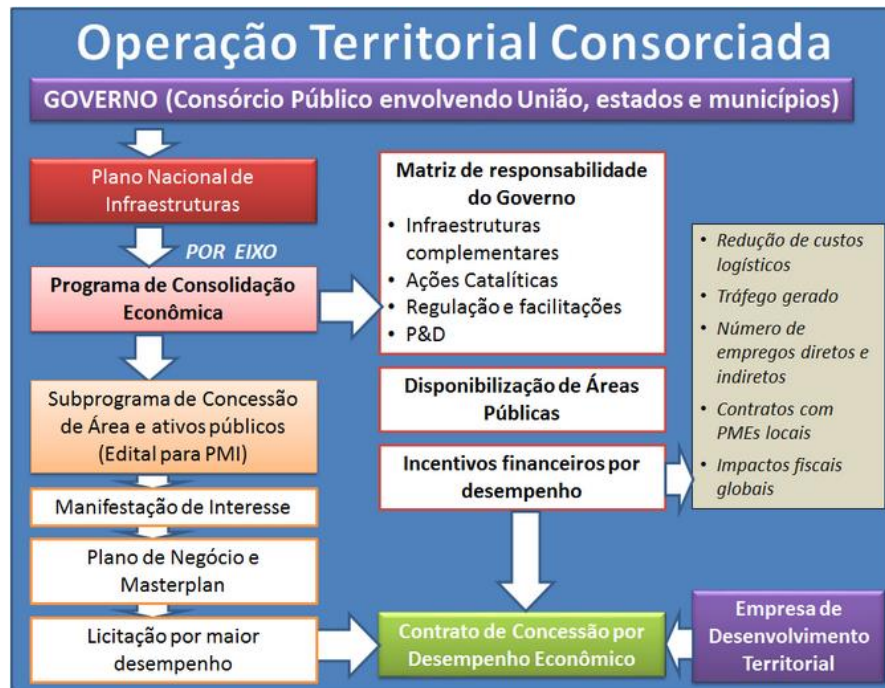 Operação Territorial Consorciada
GOVERNO (Consórcio Público envolvendo União, estados e municípios)
Plano Nacional de
Infraestruturas
POR EIXO
Programa de Consolidação
Econômica
Subprograma de Concessão
de Área e ativos públicos
(Edital para PMI)
Manifestação de Interesse
Plano de Negócio e
Masterplan
Licitação por maior
desempenho
Matriz de responsabilidade
do Governo
• Infraestruturas
complementares
• Ações Catalíticas
• Regulação e facilitações
• P&D
Disponibilização de Áreas
Públicas
Incentivos financeiros por
desempenho
• Redução de custos
logísticos
• Tráfego gerado
• Número de
empregos diretos e
indiretos
• Contratos com
PMEs locais
• Impactos fiscais
globais
Contrato de Concessão por
Desempenho Econômico
Empresa de
Desenvolvimento
Territorial